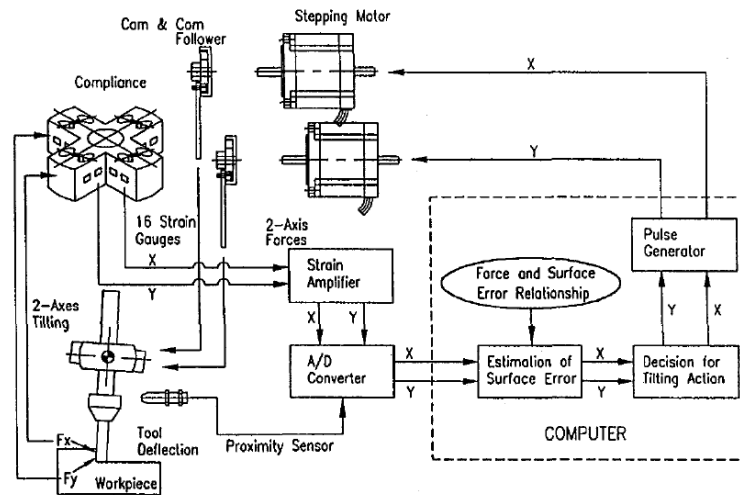 Stepping Motor
Cam & Com
Follower
Compliance
X
Y
16 Strain
Gauges
2-Axis
Forces
X
Y
Strain
Amplifier
Pulse
Generator
Force and Surface
Error Relationship
2-Axes
Tilting
X
Y
Y
X
A/D
Converter
X
Y
Estimation of
Surface Error
X
Y
Decision for
Tilting Action
Tool
Deflection
Proximity Sensor
COMPUTER
Fx
Fy
Workpiece